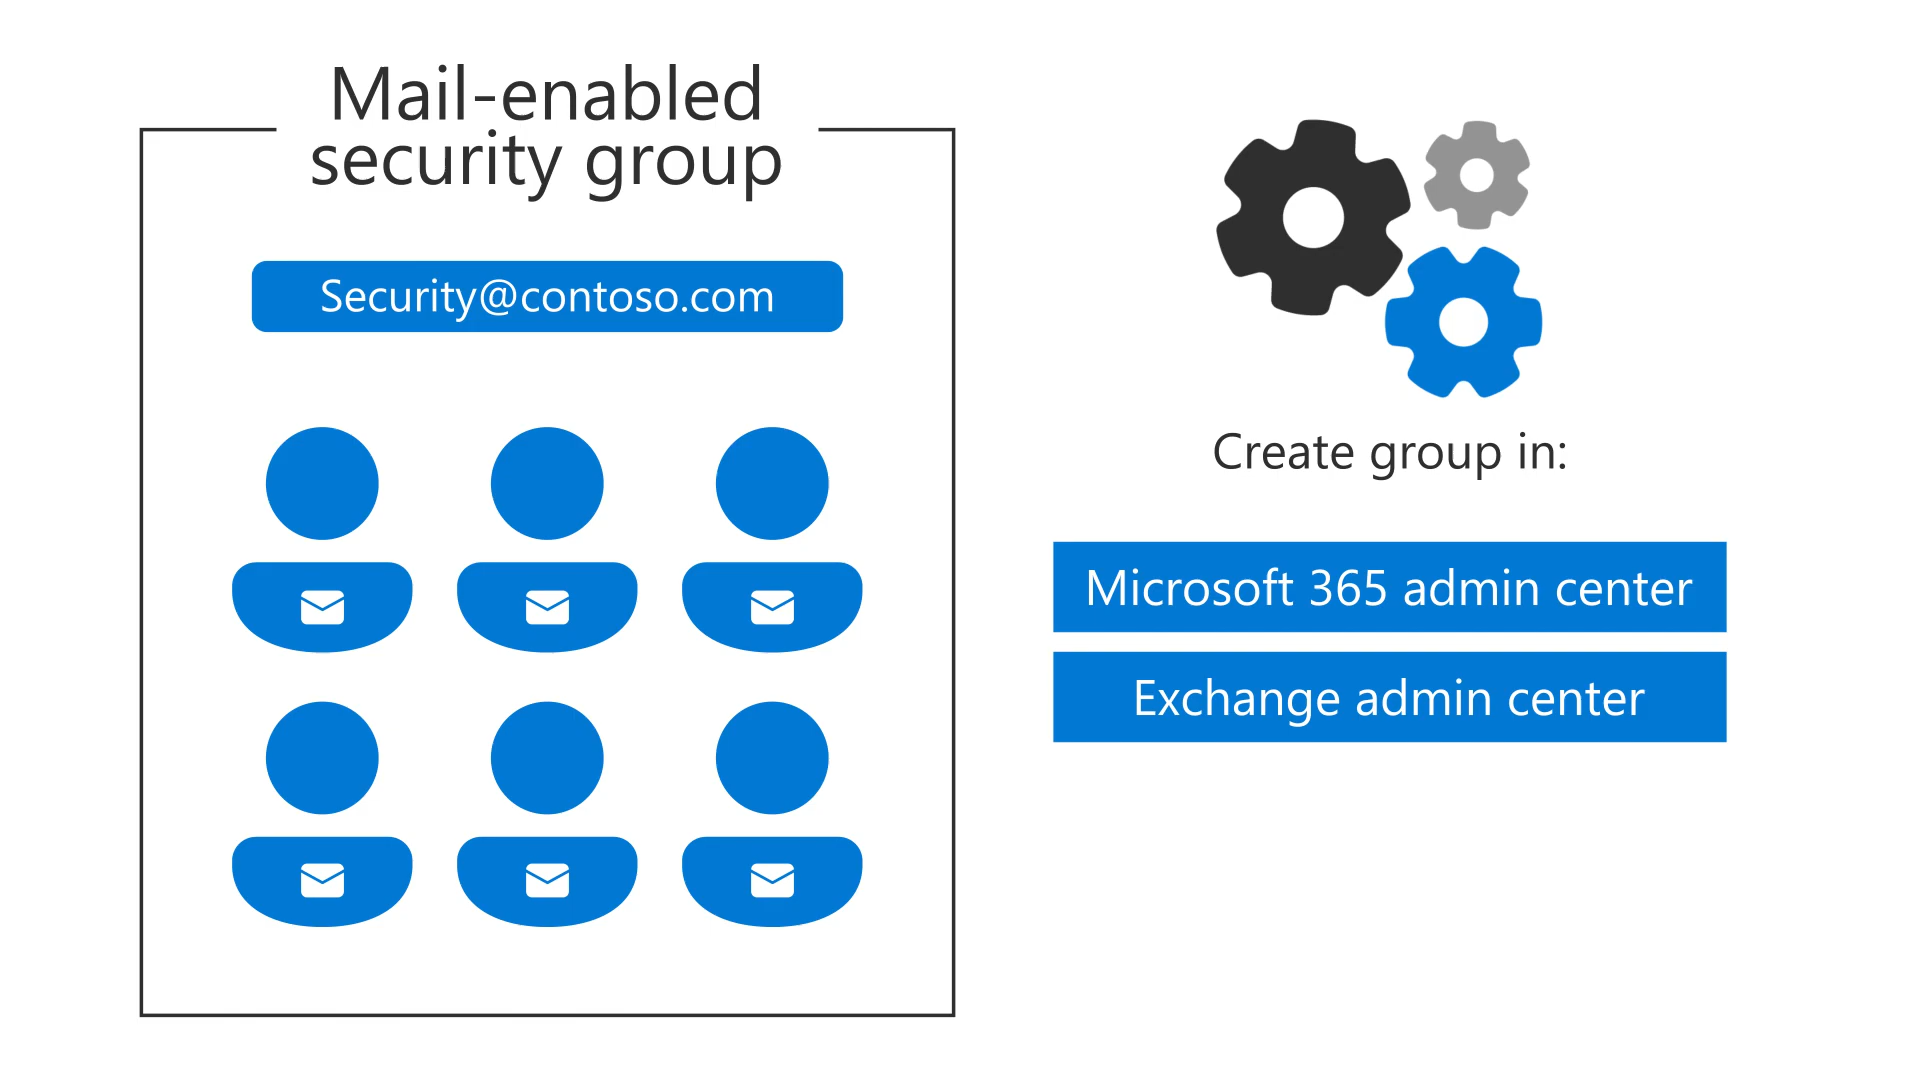 Mail-enabled
security group
Security@contoso.com
Create group in:
Microsoft 365 admin center
Exchange admin center